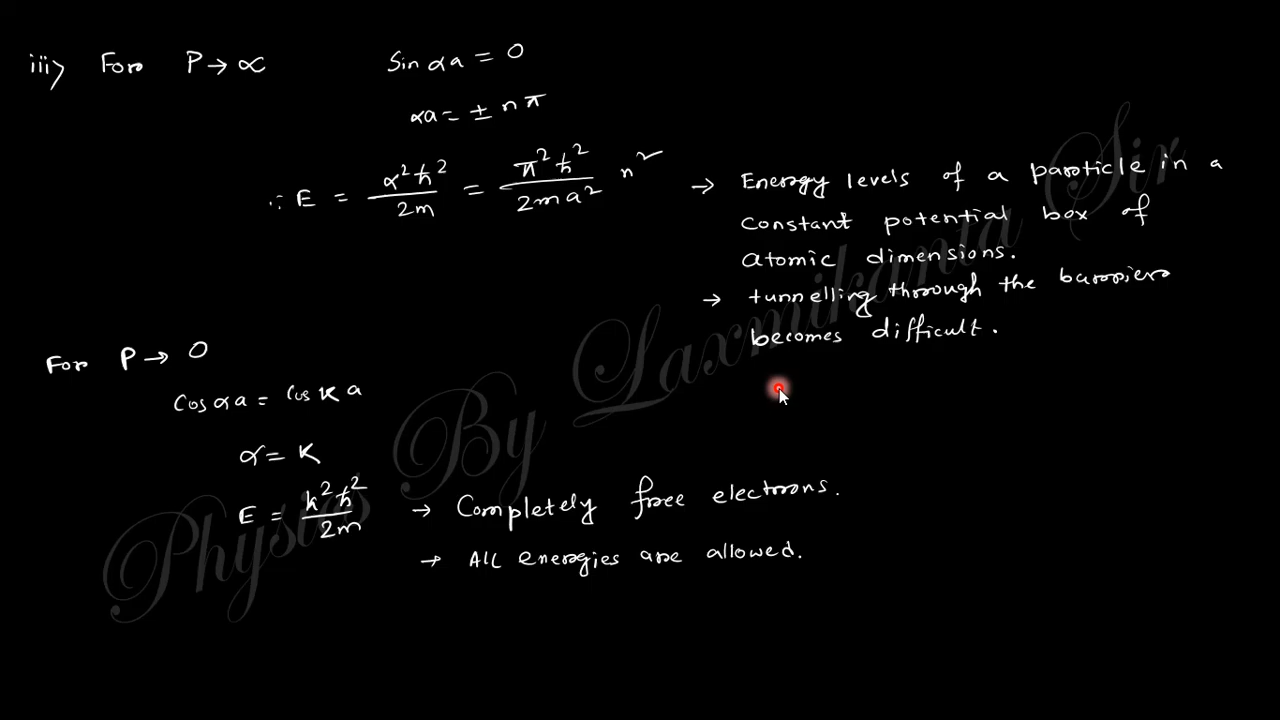 iii) For P → ∝
Sin αa = 0
αa = ± nπ
∴ E = α²ħ²/2m = π²ħ²/2ma² n²
→ Energy levels of a particle in a
constant potential box of
atomic dimensions.
→ tunnelling through the barrier
becomes difficult.
For P → 0
Cos αa = Cos K a
α = K
E = k²ħ²/2m → Completely free electrons.
→ All energies are allowed.
Physics By Laxmikanta Sir